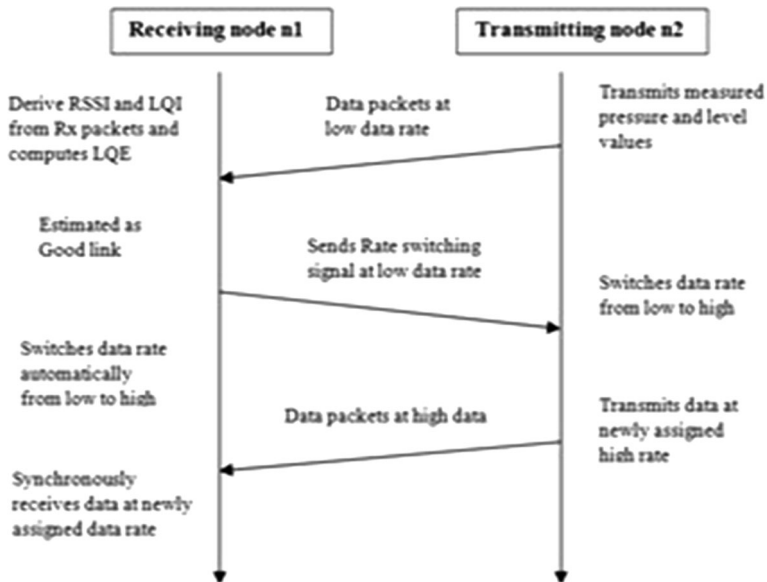 Receiving node n1
Transmitting node n2
Derive RSSI and LQI
from Rx packets and
computes LQE
Data packets at
low data rate
Transmits measured
pressure and level
values
Estimated as
Good link
Sends Rate switching
signal at low data rate
Switches data rate
from low to high
Switches data rate
automatically
from low to high
Data packets at high data
Transmits data at
newly assigned
high rate
Synchronously
receives data at newly
assigned data rate